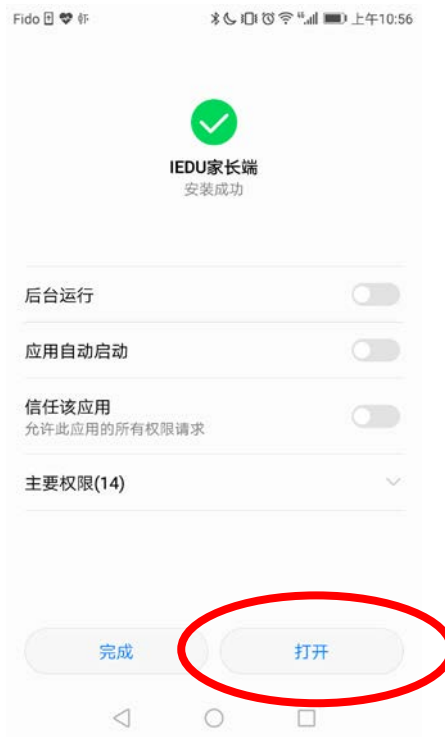 Fido 上午10:56
IEDU家长端
安装成功
后台运行
应用自动启动
信任该应用
允许此应用的所有权限请求
主要权限(14)
完成 打开